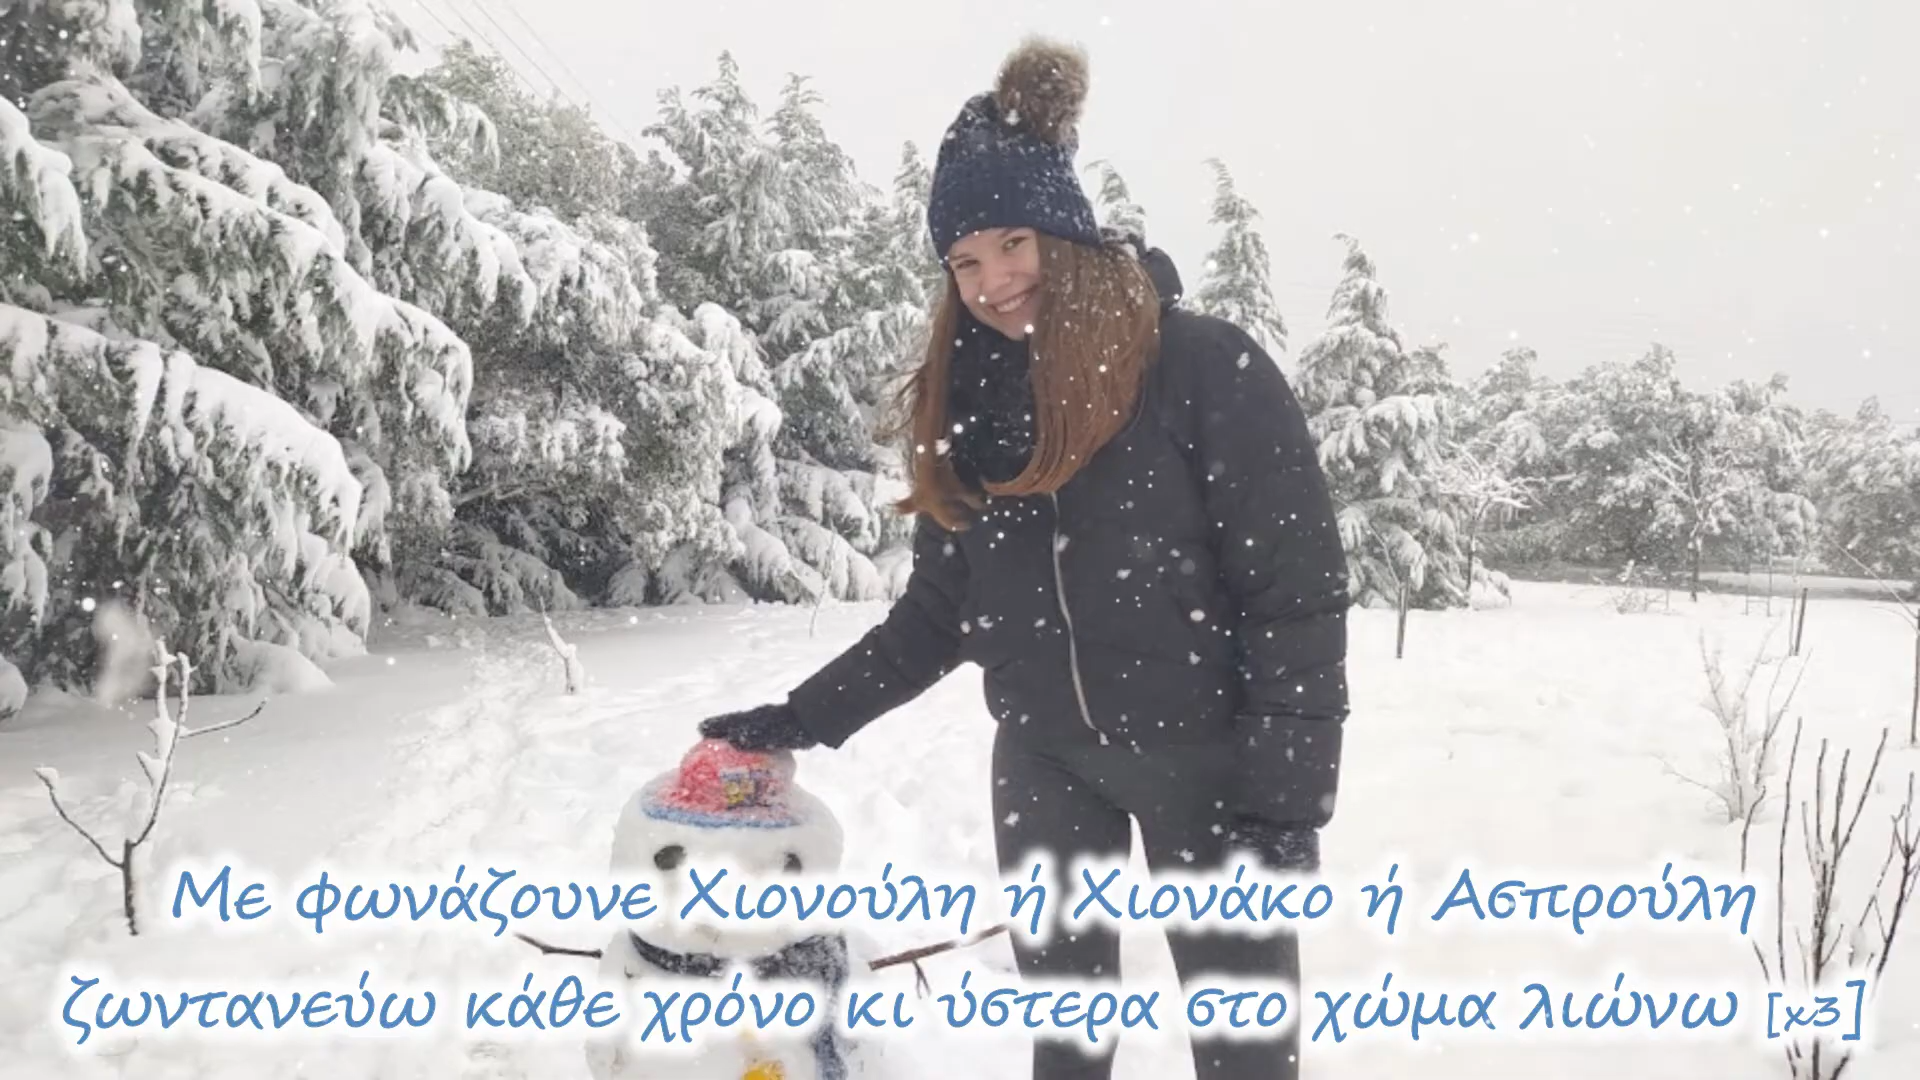 Με φωνάζουνε Χιονούλη ή Χιονάκο ή Ασπρούλη
ζωντανεύω κάθε χρόνο κι ύστερα στο χώμα λιώνω [x3]